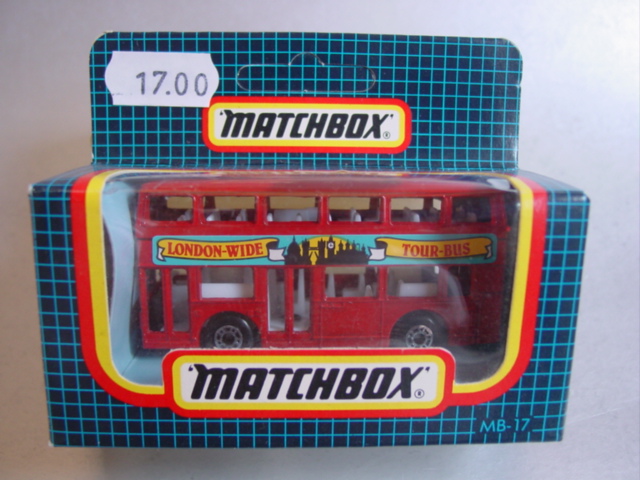 17.00
"MATCHBOX"®
LONDON-WIDE TOUR-BUS
"MATCHBOX"®
MB-17